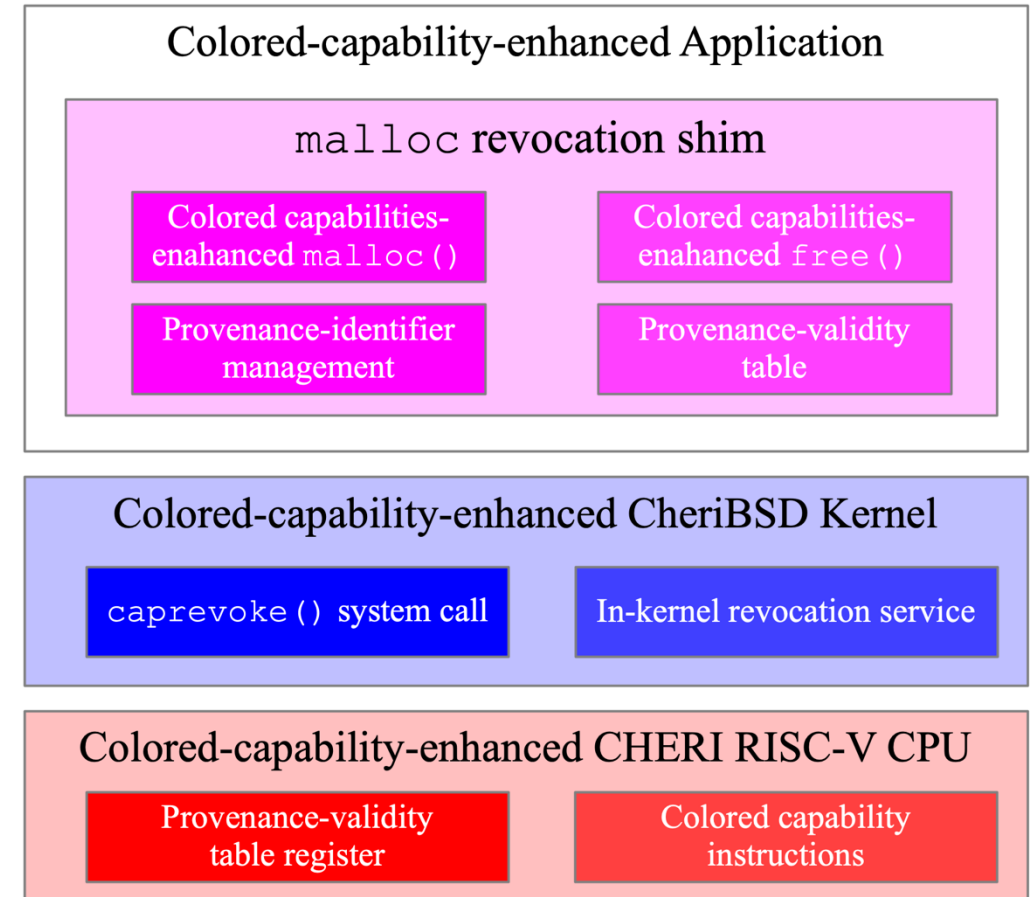 Colored-capability-enhanced Application
malloc revocation shim
Colored capabilities-
enahanced malloc()
Colored capabilities-
enahanced free()
Provenance-identifier
management
Provenance-validity
table
Colored-capability-enhanced CheriBSD Kernel
caprevoke() system call
In-kernel revocation service
Colored-capability-enhanced CHERI RISC-V CPU
Provenance-validity
table register
Colored capability
instructions